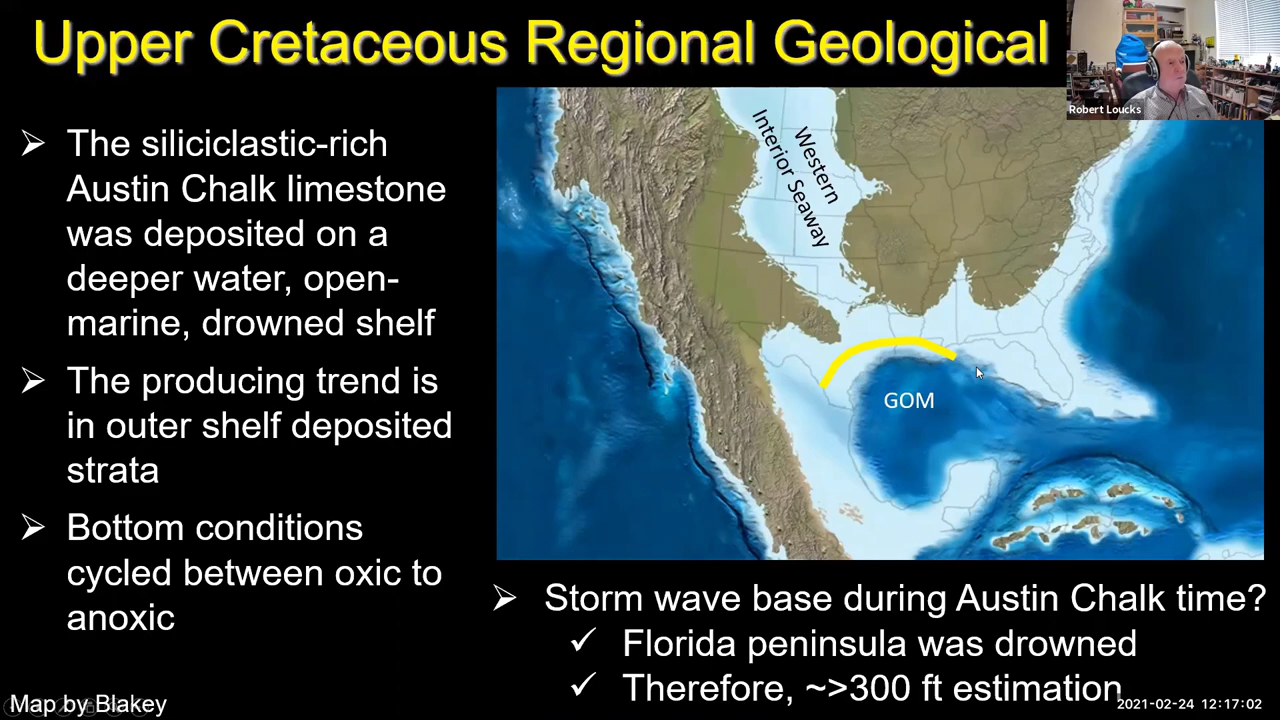 Upper Cretaceous Regional Geological
Robert Loucks
➢ The siliciclastic-rich
Austin Chalk limestone
was deposited on a
deeper water, open-
marine, drowned shelf
➢ The producing trend is
in outer shelf deposited
strata
➢ Bottom conditions
cycled between oxic to
anoxic
Western
Interior Seaway
GOM
➢ Storm wave base during Austin Chalk time?
✓ Florida peninsula was drowned
✓ Therefore, ~>300 ft estimation
Map by Blakey
2021-02-24 12:17:02